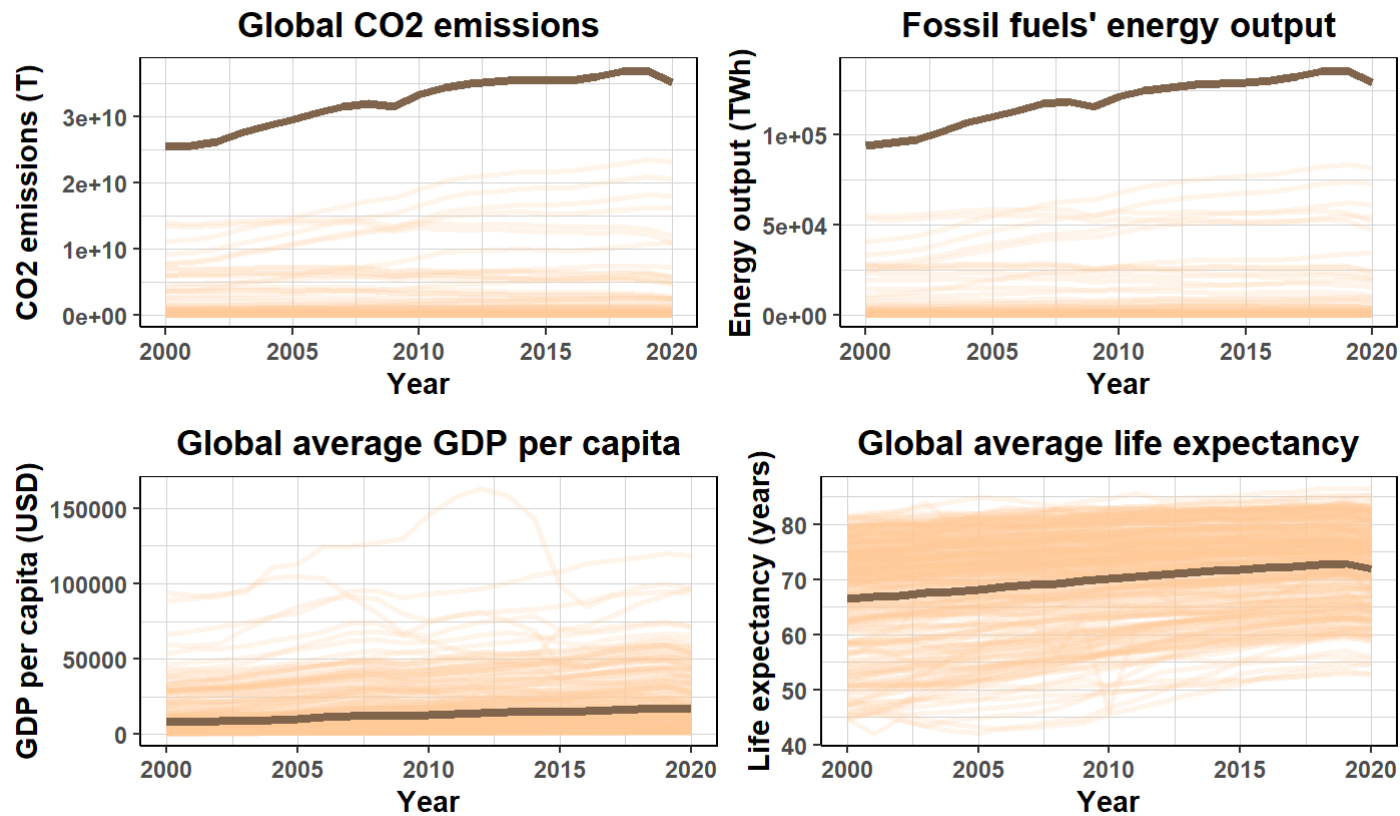 Global CO2 emissions
CO2 emissions (T)
3e+10
2e+10
1e+10
0e+00
2000 2005 2010 2015 2020
Year
Fossil fuels' energy output
Energy output (TWh)
1e+05
5e+04
0e+00
2000 2005 2010 2015 2020
Year
Global average GDP per capita
GDP per capita (USD)
150000
100000
50000
0
2000 2005 2010 2015 2020
Year
Global average life expectancy
Life expectancy (years)
80
70
60
50
40
2000 2005 2010 2015 2020
Year